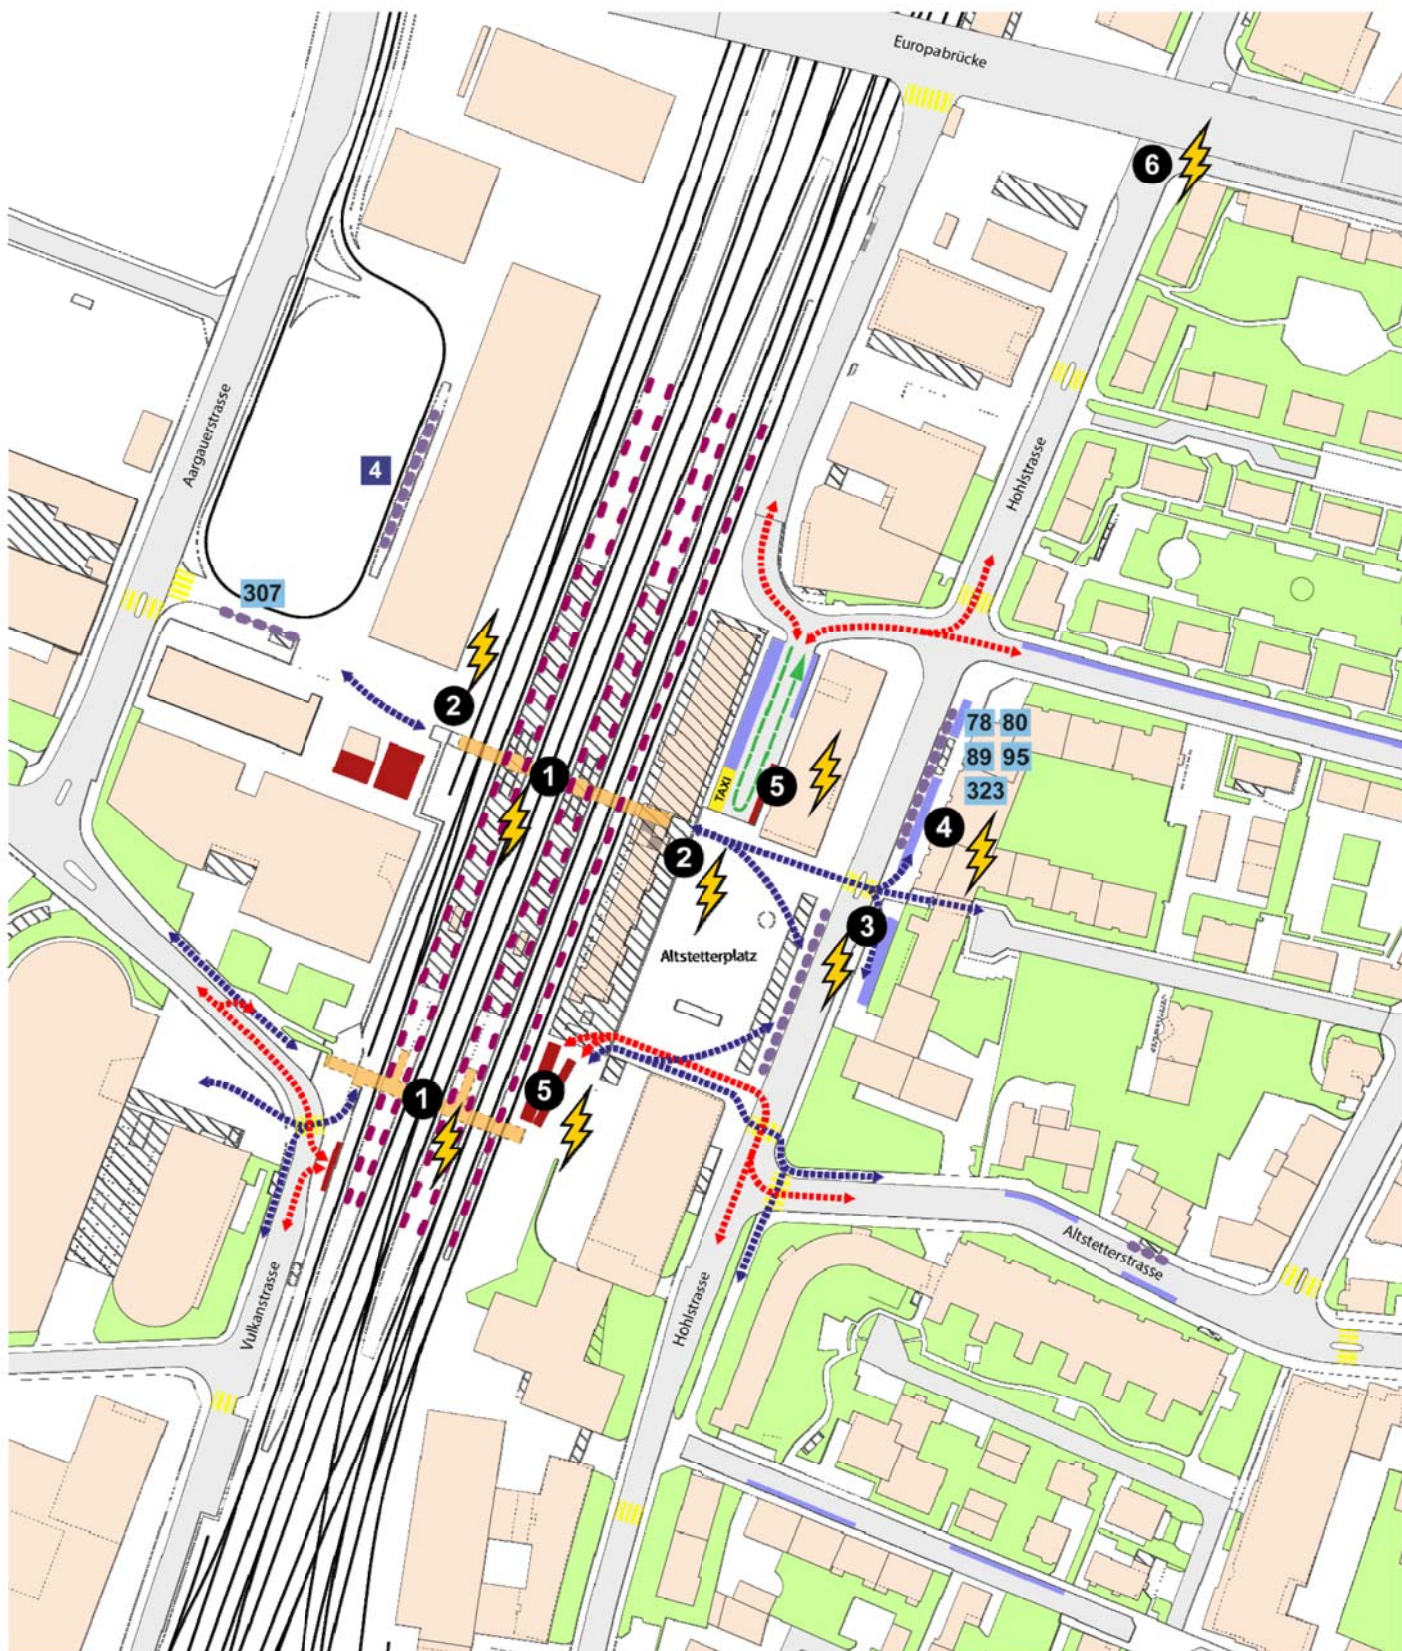 Europabrücke
6
Aargauerstrasse
4
Hohlstrasse
307
2
1
TAXI
5
78 80
89 95
323
4
2
3
Altstetterplatz
1
5
Vulkanstrasse
Hohlstrasse
Altstetterstrasse